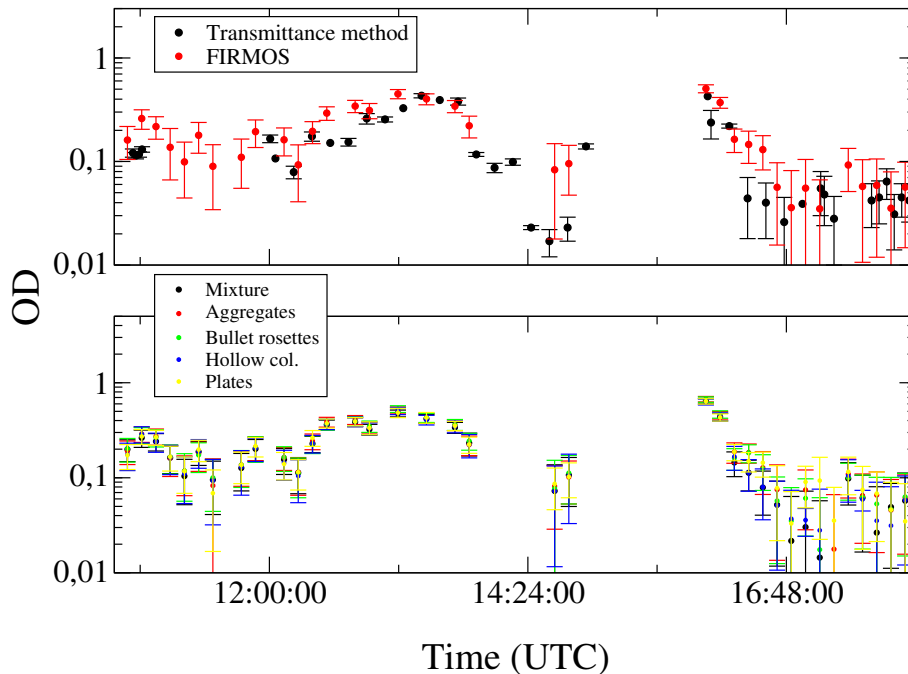 Transmittance method
FIRMOS
1
0,1
0,01
OD
Mixture
Aggregates
Bullet rosettes
Hollow col.
Plates
1
0,1
0,01
12:00:00 14:24:00 16:48:00
Time (UTC)